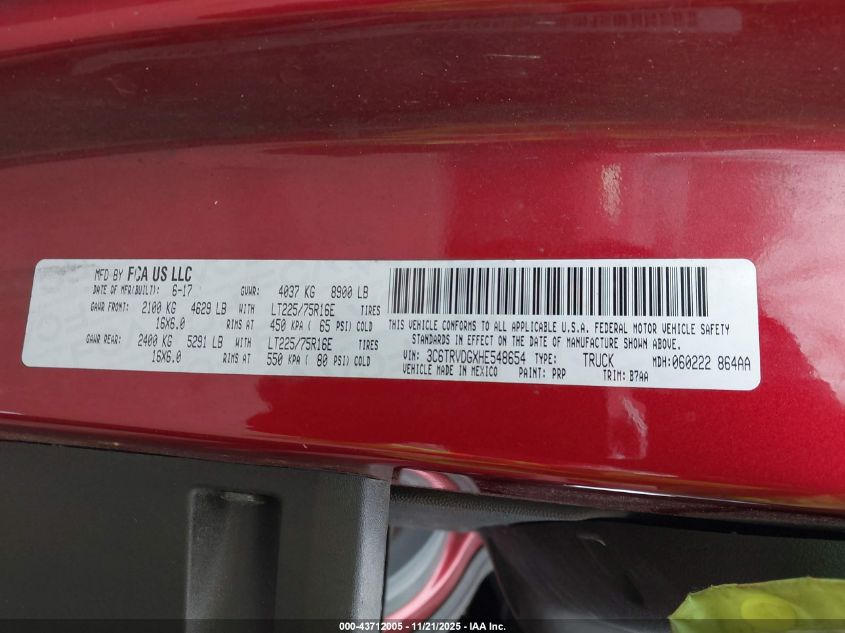 MFD BY FCA US LLC
DATE OF MFR(BUILT): 6-17 GVWR: 4037 KG 8900 LB
GAWR FRONT: 2100 KG 4629 LB WITH LT225/75R16E TIRES
16X6.0 RIMS AT 450 KPA ( 65 PSI) COLD
GAWR REAR: 2400 KG 5291 LB WITH LT225/75R16E TIRES
16X6.0 RIMS AT 550 KPA ( 80 PSI) COLD
THIS VEHICLE CONFORMS TO ALL APPLICABLE U.S.A. FEDERAL MOTOR VEHICLE SAFETY
STANDARDS IN EFFECT ON THE DATE OF MANUFACTURE SHOWN ABOVE.
VIN: 3C6TRVDGXHE548654 TYPE: TRUCK MDH:060222 864AA
VEHICLE MADE IN MEXICO PAINT: PRP TRIM: B7AA
000-43712005 - 11/21/2025 - IAA Inc.